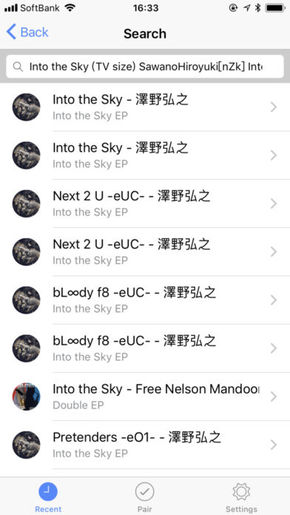 SoftBank 16:33
Back Search
Into the Sky (TV size) SawanoHiroyuki[nZk] Into
Into the Sky - 澤野弘之
Into the Sky EP
Into the Sky - 澤野弘之
Into the Sky EP
Next 2 U -eUC- - 澤野弘之
Into the Sky EP
Next 2 U -eUC- - 澤野弘之
Into the Sky EP
bL∞dy f8 -eUC- - 澤野弘之
Into the Sky EP
bL∞dy f8 -eUC- - 澤野弘之
Into the Sky EP
Into the Sky - Free Nelson Mandoor
Double EP
Pretenders -eO1- - 澤野弘之
Into the Sky EP
Recent Pair Settings